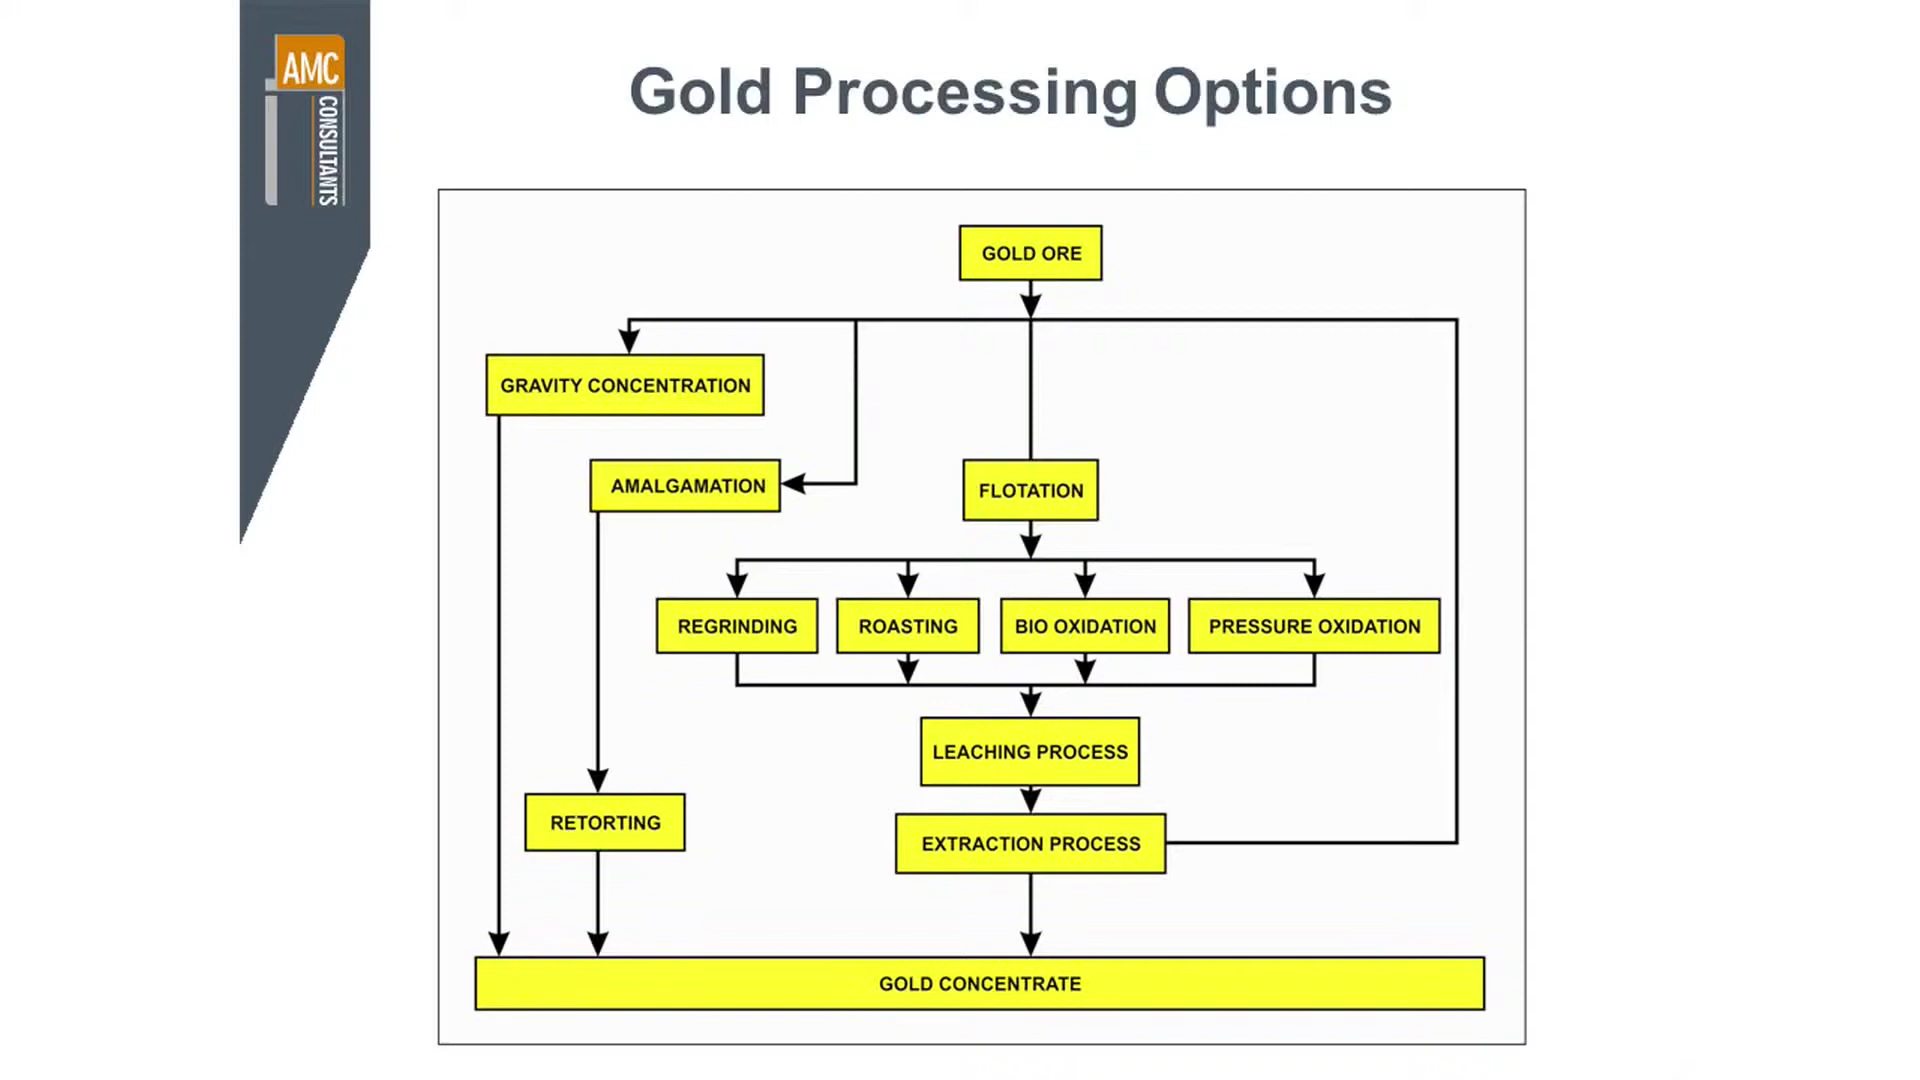 AMC
CONSULTANTS
Gold Processing Options
GOLD ORE
GRAVITY CONCENTRATION
AMALGAMATION
FLOTATION
REGRINDING
ROASTING
BIO OXIDATION
PRESSURE OXIDATION
LEACHING PROCESS
RETORTING
EXTRACTION PROCESS
GOLD CONCENTRATE